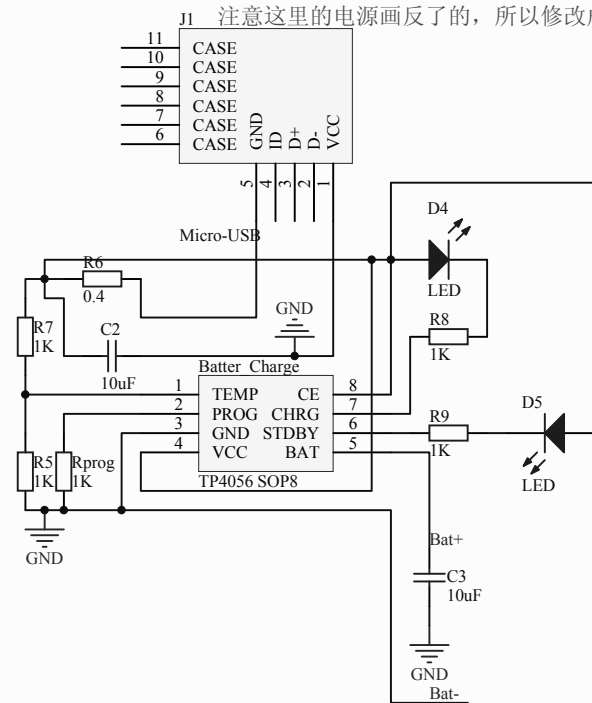 注意这里的电源画反了的，所以修改
J1
11 CASE
10 CASE
9 CASE
8 CASE
7 CASE
6 CASE
GND ID D+ D- VCC
5 4 3 2 1
Micro-USB
D4
LED
R6
0.4
GND
R7
1K
C2
10uF
R8
1K
Batter Charge
1 TEMP CE 8
2 PROG CHRG 7
3 GND STDBY 6
4 VCC BAT 5
TP4056 SOP8
R9
1K
D5
LED
R5
1K
Rprog
1K
GND
Bat+
C3
10uF
GND
Bat-